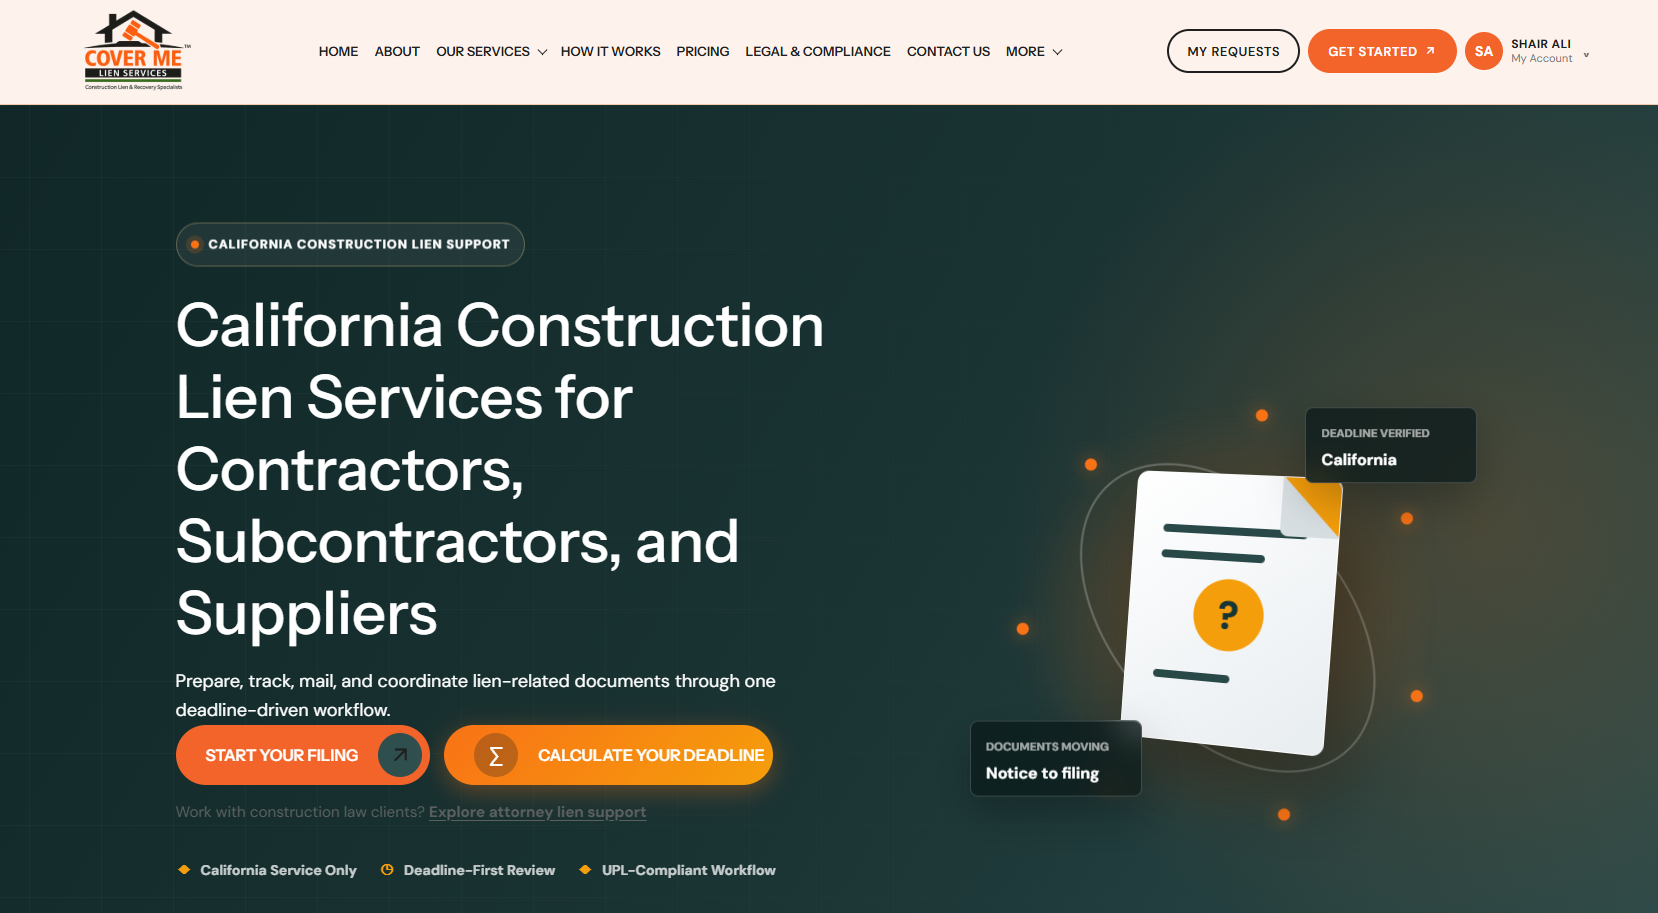 COVER ME
TM
LIEN SERVICES
Construction Lien & Recovery Specialists
HOME
ABOUT
OUR SERVICES
HOW IT WORKS
PRICING
LEGAL & COMPLIANCE
CONTACT US
MORE
MY REQUESTS
GET STARTED
SA
SHAIR ALI
My Account
CALIFORNIA CONSTRUCTION LIEN SUPPORT
California Construction
Lien Services for
Contractors,
Subcontractors, and
Suppliers
Prepare, track, mail, and coordinate lien-related documents through one
deadline-driven workflow.
START YOUR FILING
Σ CALCULATE YOUR DEADLINE
Work with construction law clients? Explore attorney lien support
California Service Only
Deadline-First Review
UPL-Compliant Workflow
DEADLINE VERIFIED
California
?
DOCUMENTS MOVING
Notice to filing